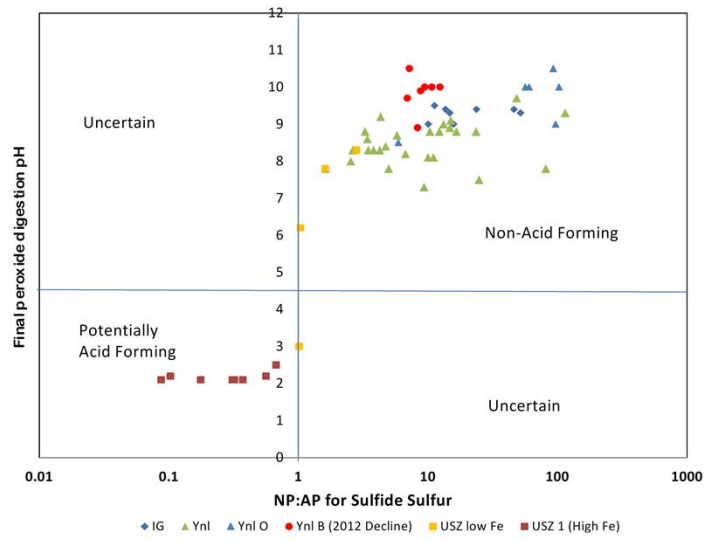 12
11
10
9
8
7
6
5
4
3
2
1
0
Final peroxide digestion pH
Uncertain
Non-Acid Forming
Potentially
Acid Forming
Uncertain
0.01 0.1 1 10 100 1000
NP:AP for Sulfide Sulfur
IG Ynl Ynl O Ynl B (2012 Decline) USZ low Fe USZ 1 (High Fe)